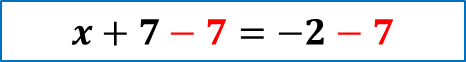 x + 7 − 7 = −2 − 7